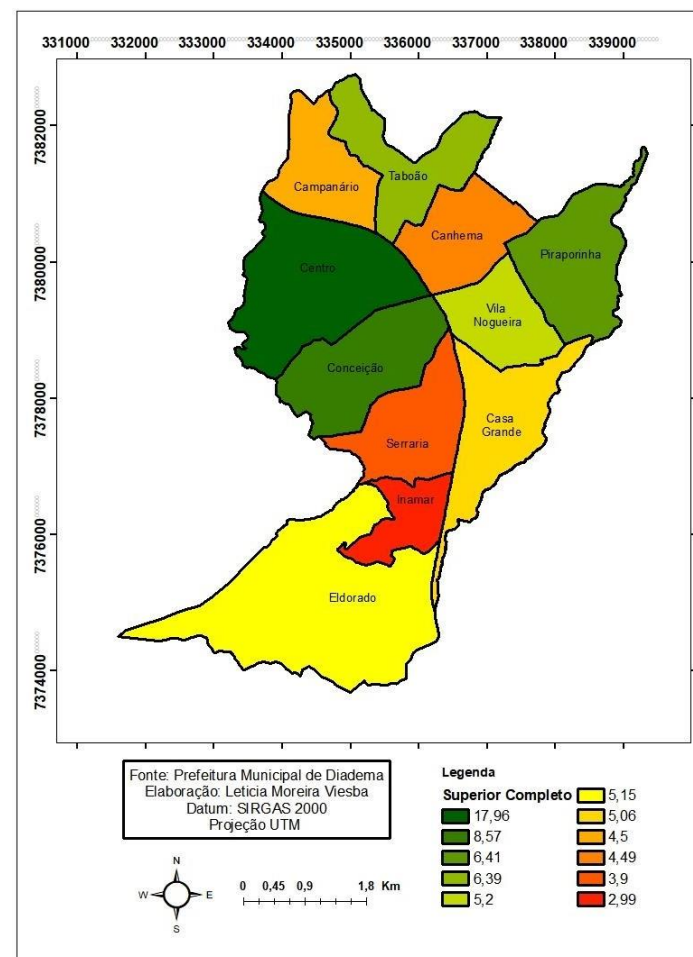 331000 332000 333000 334000 335000 336000 337000 338000 339000
7382000
7380000
7378000
7376000
7374000
Taboão
Campanário
Canhema
Piraporinha
Centro
Vila
Nogueira
Conceição
Casa
Grande
Serraria
Inamar
Eldorado
Fonte: Prefeitura Municipal de Diadema
Elaboração: Leticia Moreira Viesba
Datum: SIRGAS 2000
Projeção UTM
N
W E
S
0 0,45 0,9 1,8 Km
Legenda
Superior Completo
17,96
8,57
6,41
6,39
5,2
5,15
5,06
4,5
4,49
3,9
2,99